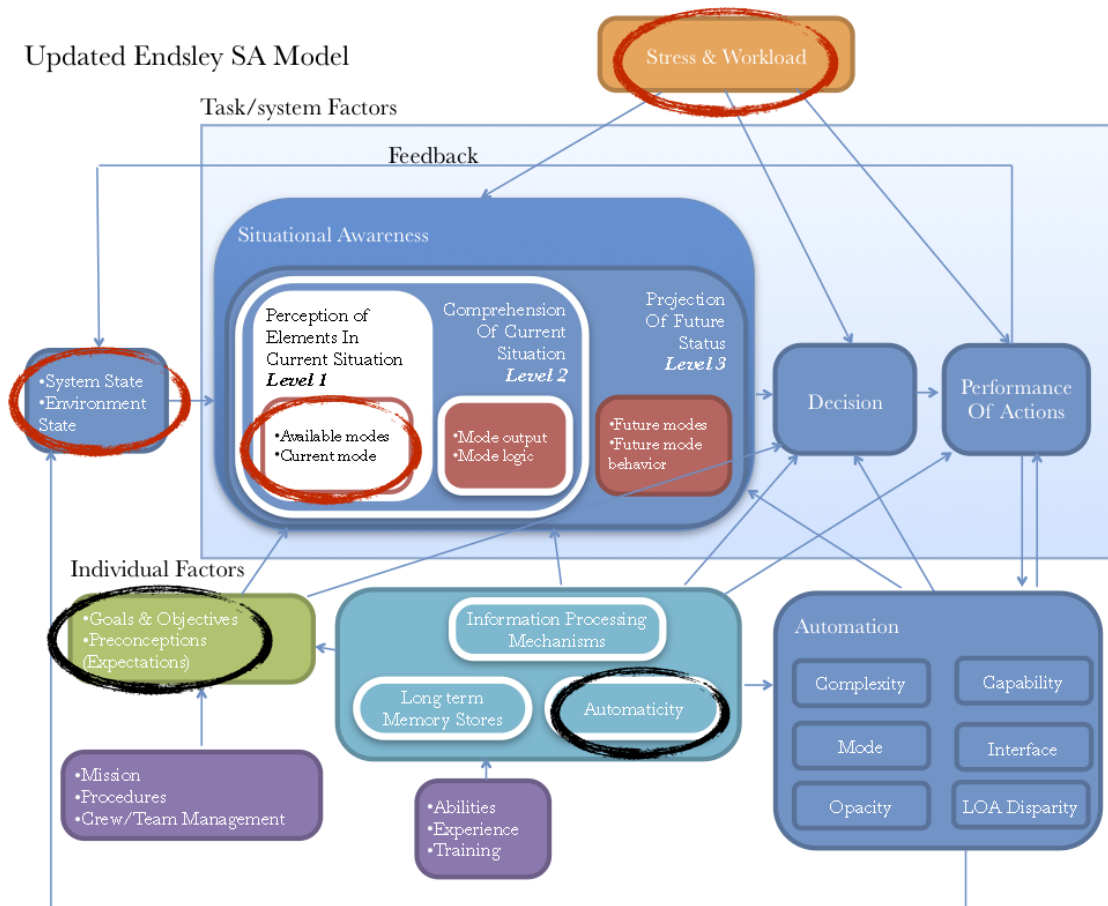 Updated Endsley SA Model
Stress & Workload
Task/system Factors
Feedback
Situational Awareness
Perception of
Elements In
Current Situation
Level 1
•Available modes
•Current mode
Comprehension
Of Current
Situation
Level 2
•Mode output
•Mode logic
Projection
Of Future
Status
Level 3
•Future modes
•Future mode
behavior
•System State
•Environment
State
Decision
Performance
Of Actions
Individual Factors
•Goals & Objectives
•Preconceptions
(Expectations)
Information Processing
Mechanisms
Long term
Memory Stores
Automaticity
Automation
Complexity
Capability
Mode
Interface
Opacity
LOA Disparity
•Mission
•Procedures
•Crew/Team Management
•Abilities
•Experience
•Training